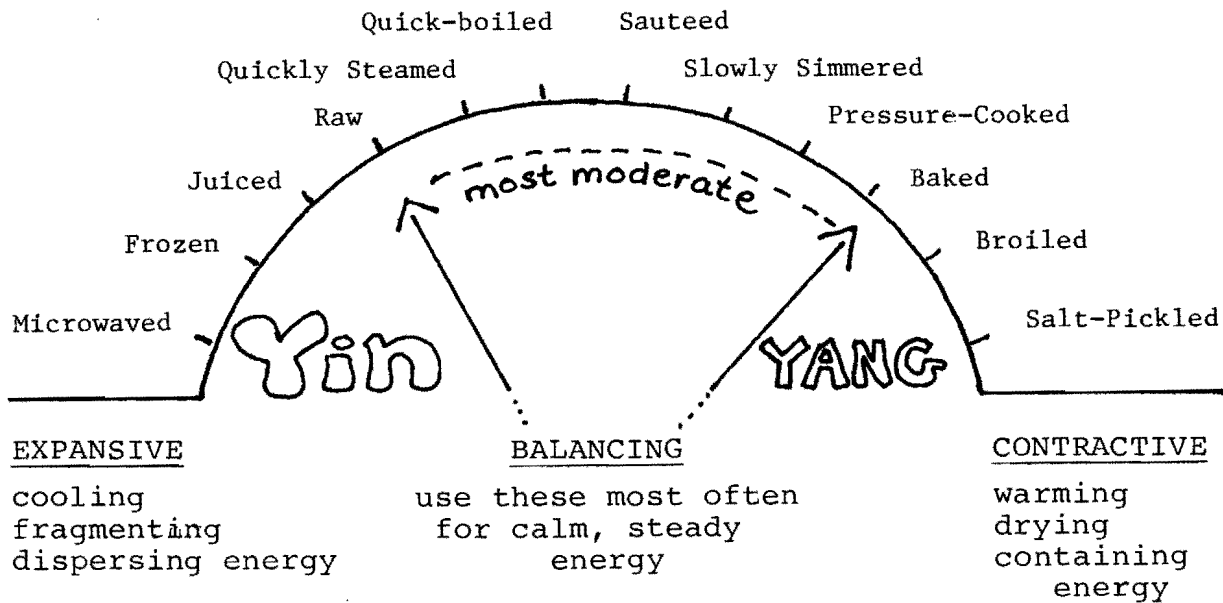 Quick-boiled Sauteed
Quickly Steamed Slowly Simmered
Raw Pressure-Cooked
Juiced Baked
most moderate
Frozen Broiled
Microwaved Salt-Pickled
Yin YANG
EXPANSIVE
cooling
fragmenting
dispersing energy
BALANCING
use these most often
for calm, steady
energy
CONTRACTIVE
warming
drying
containing
energy